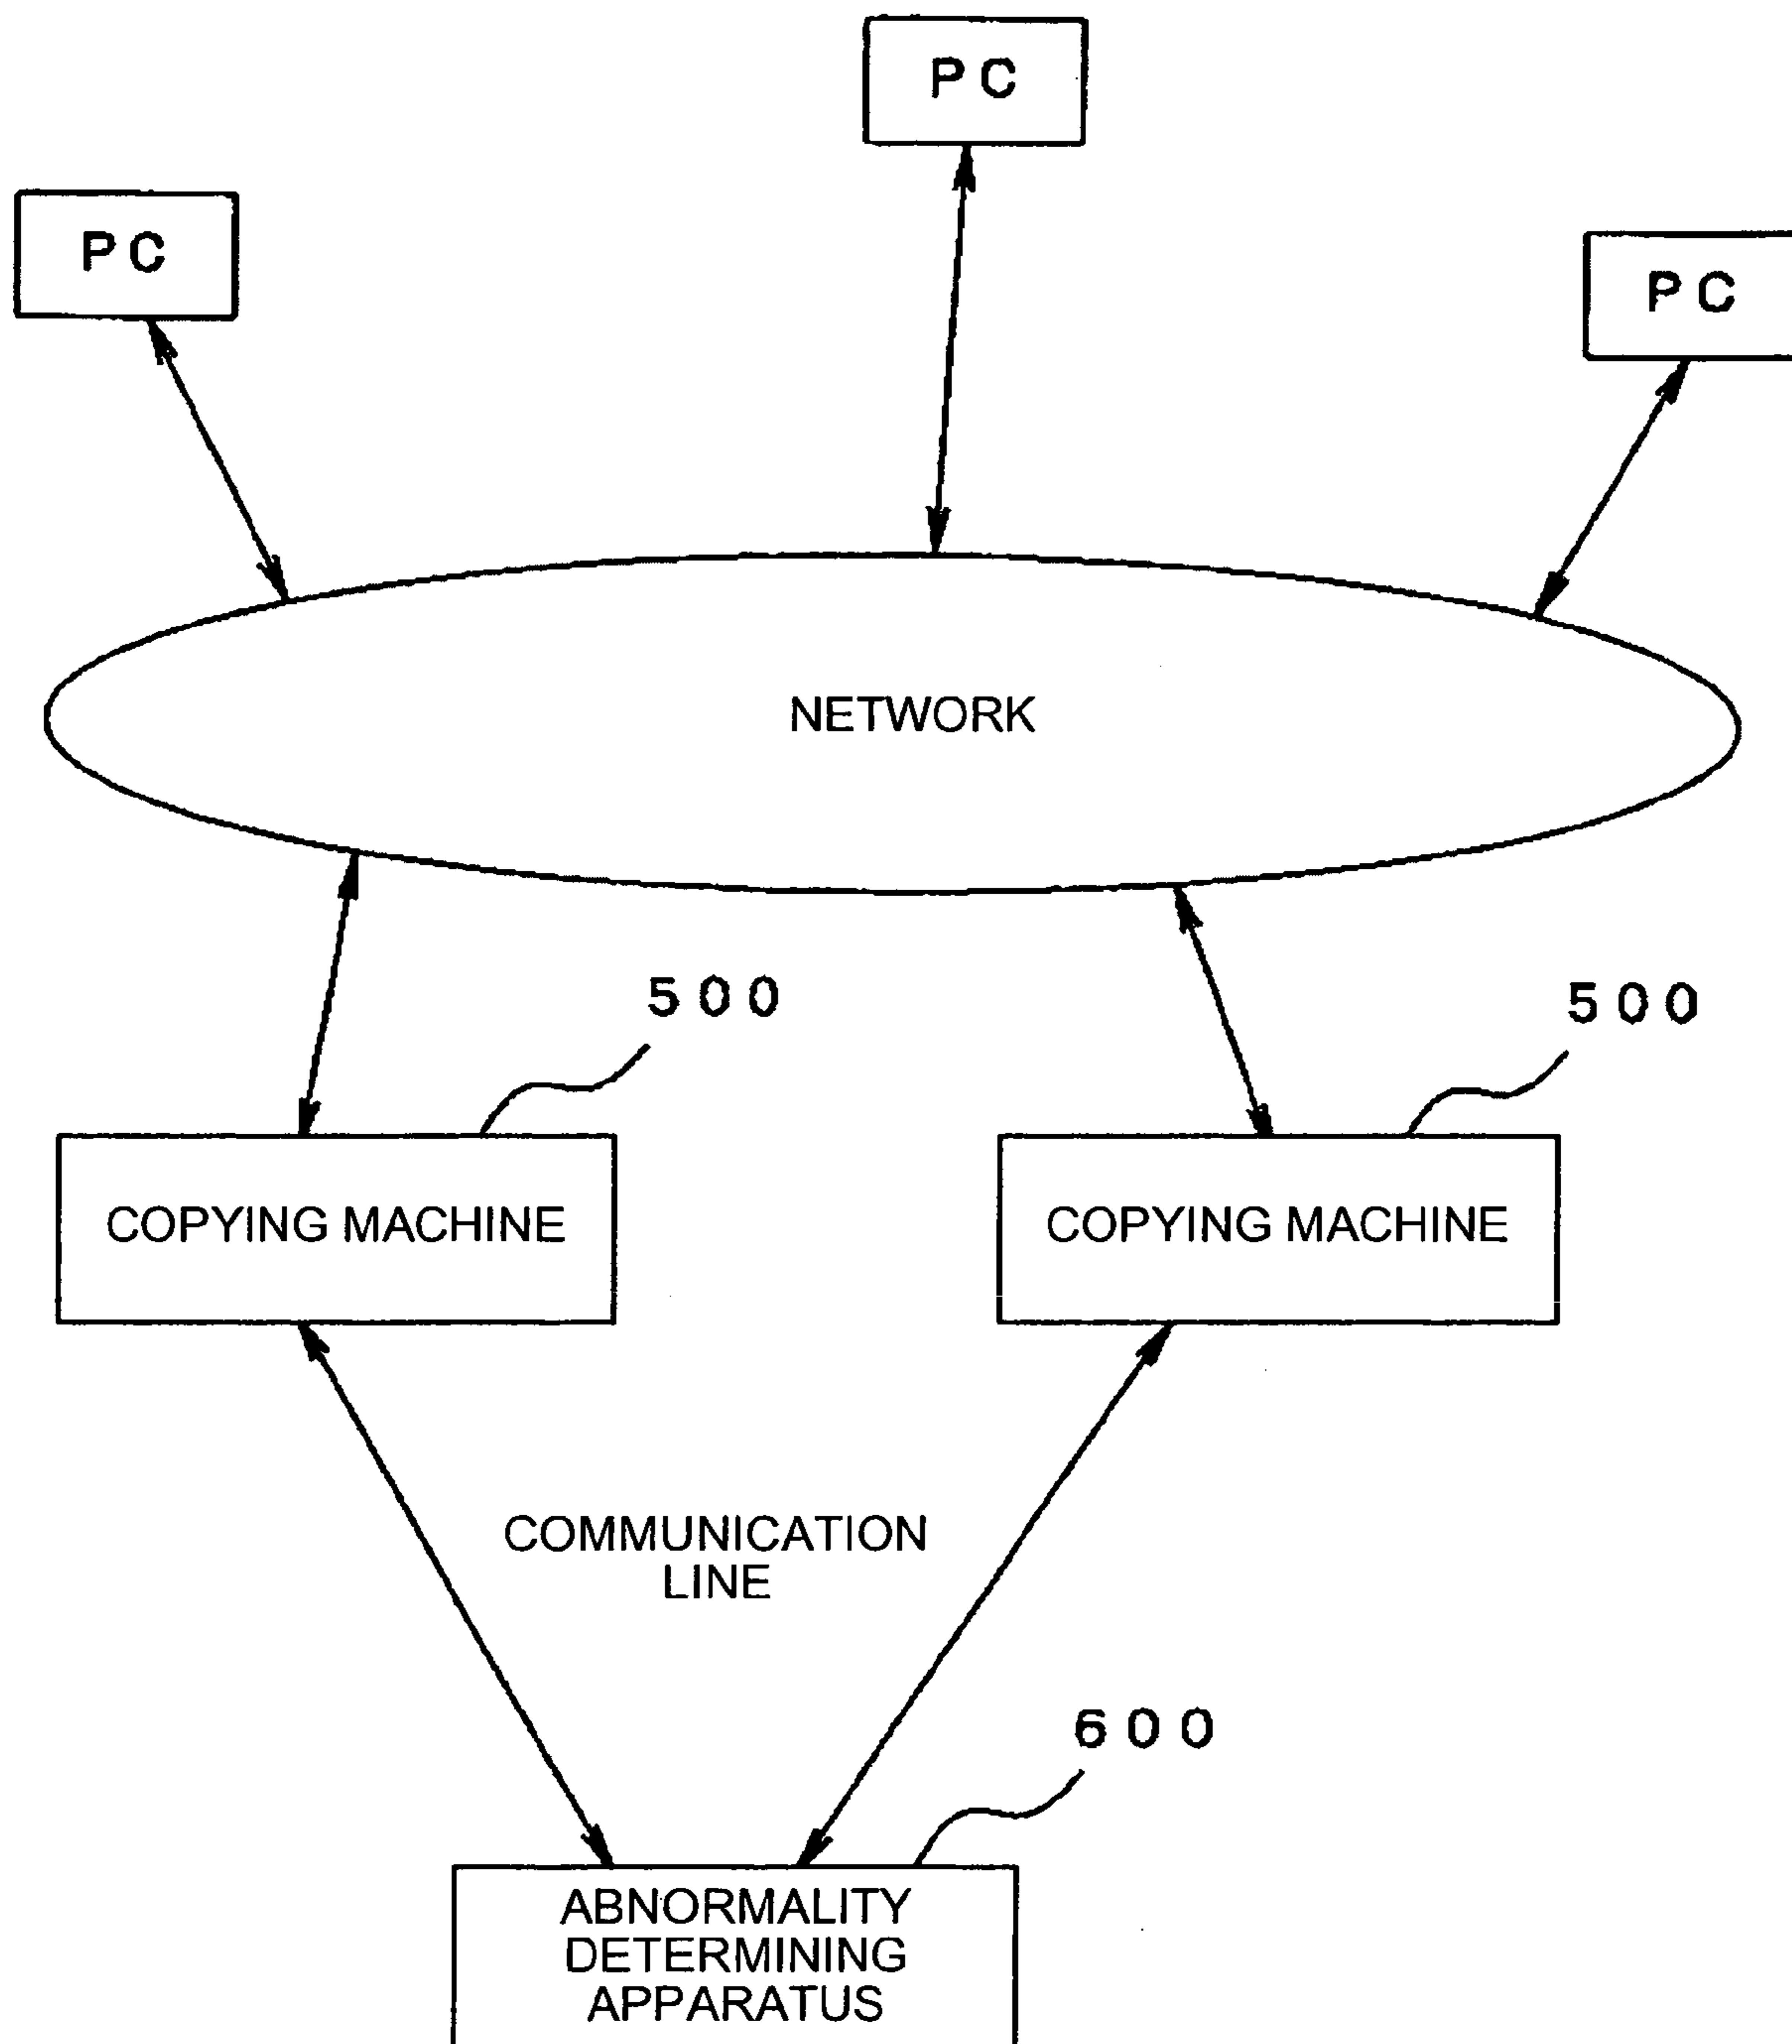 PC
PC
PC
NETWORK
500
500
COPYING MACHINE
COPYING MACHINE
COMMUNICATION
LINE
600
ABNORMALITY
DETERMINING
APPARATUS